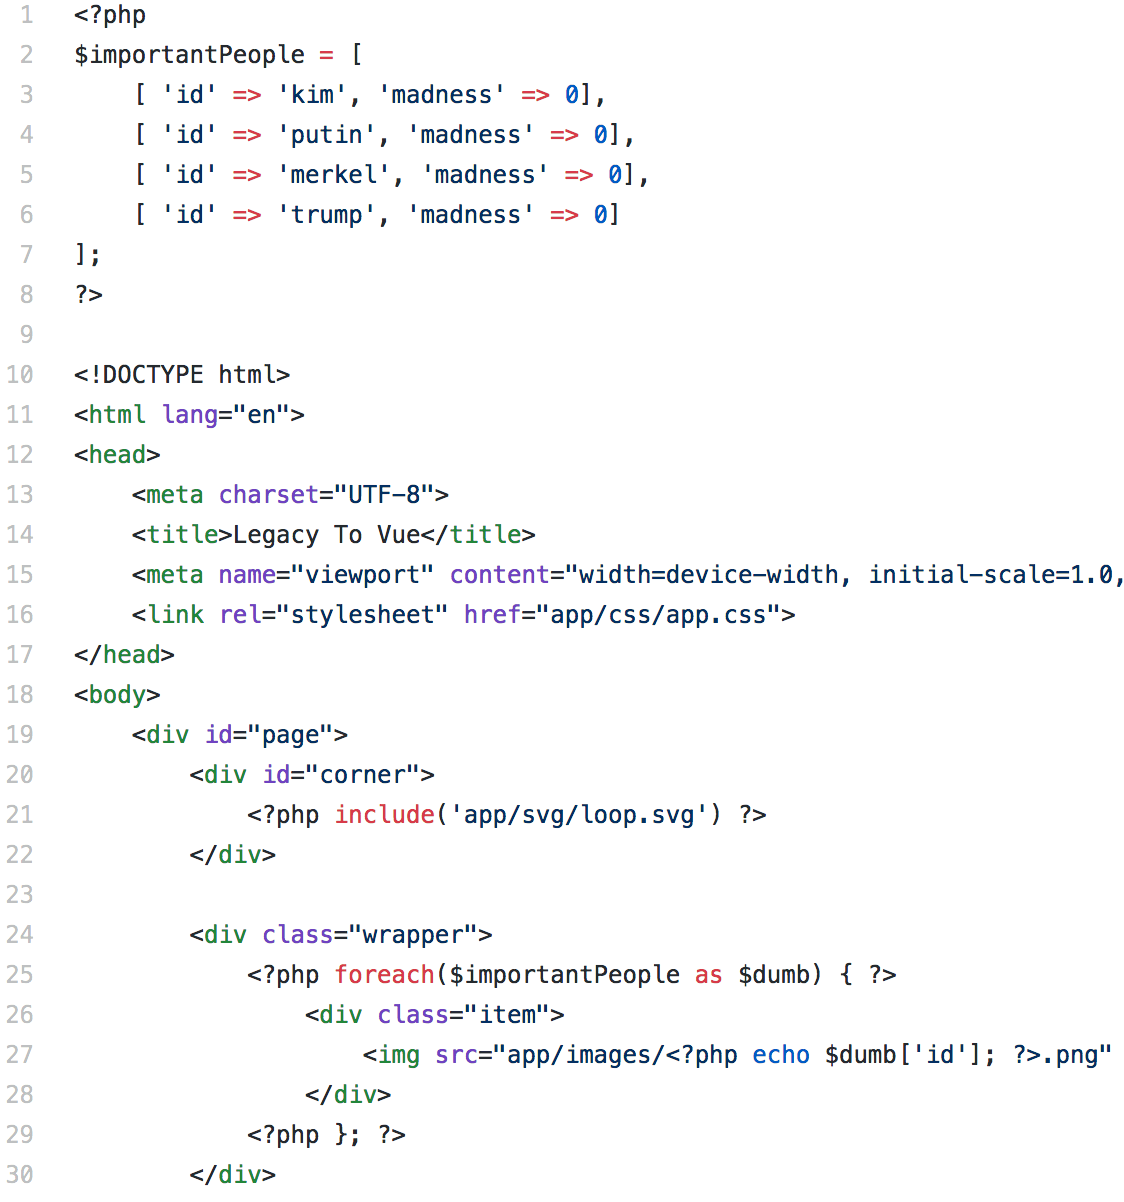 1 <?php
2 $importantPeople = [
3     [ 'id' => 'kim', 'madness' => 0],
4     [ 'id' => 'putin', 'madness' => 0],
5     [ 'id' => 'merkel', 'madness' => 0],
6     [ 'id' => 'trump', 'madness' => 0]
7 ];
8 ?>
9
10 <!DOCTYPE html>
11 <html lang="en">
12 <head>
13     <meta charset="UTF-8">
14     <title>Legacy To Vue</title>
15     <meta name="viewport" content="width=device-width, initial-scale=1.0,
16     <link rel="stylesheet" href="app/css/app.css">
17 </head>
18 <body>
19     <div id="page">
20         <div id="corner">
21             <?php include('app/svg/loop.svg') ?>
22         </div>
23
24         <div class="wrapper">
25             <?php foreach($importantPeople as $dumb) { ?>
26                 <div class="item">
27                     <img src="app/images/<?php echo $dumb['id']; ?>.png"
28                 </div>
29             <?php }; ?>
30         </div>